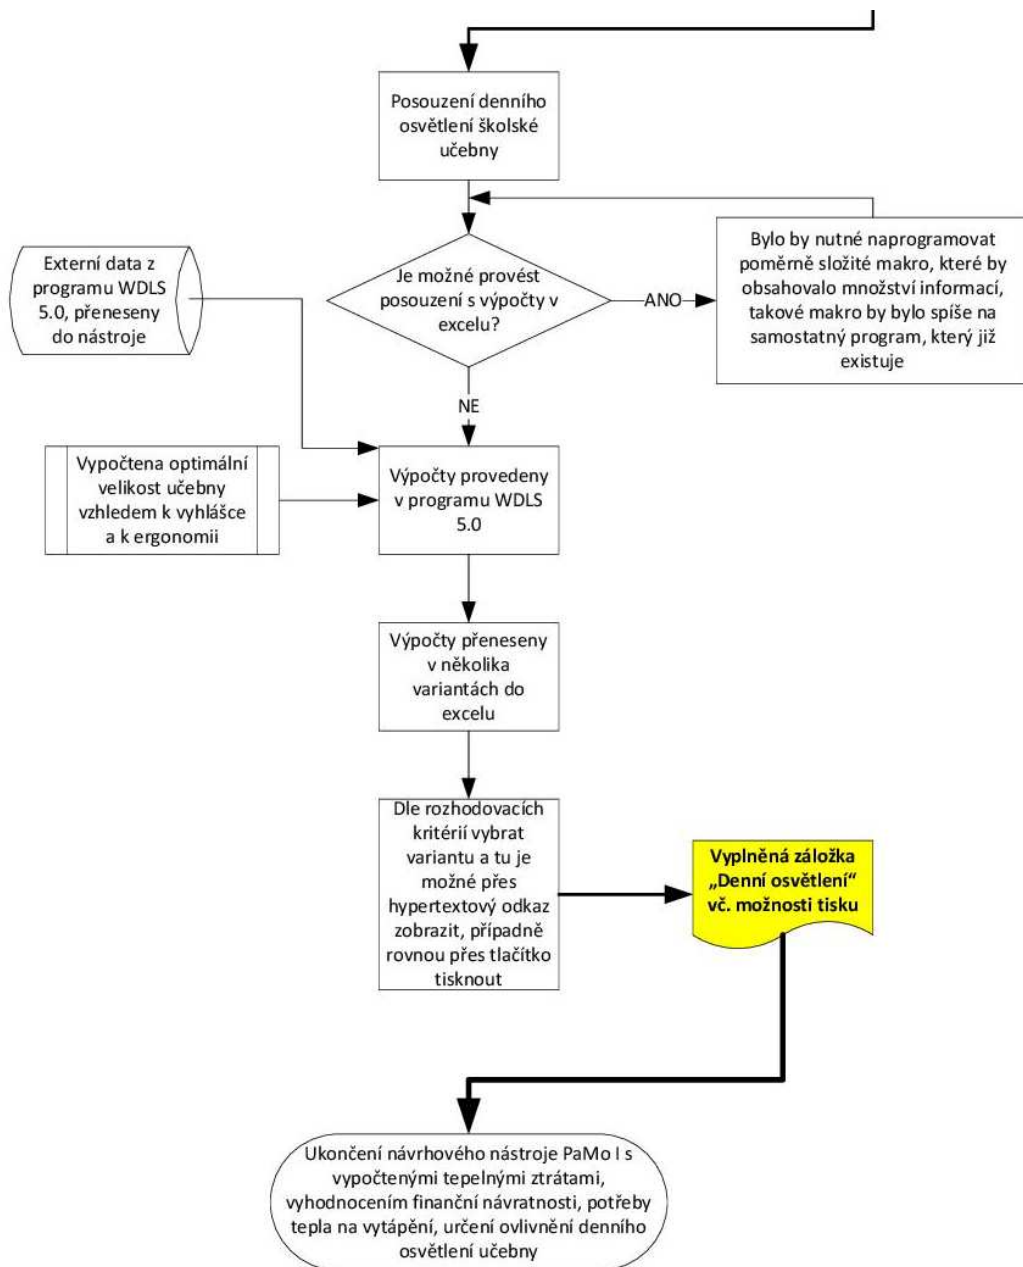 Posouzení denního
osvětlení školské
učebny
Externí data z
programu WDLS
5.0, přeneseny
do nástroje
Je možné provést
posouzení s výpočty v
excelu?
ANO
Bylo by nutné naprogramovat
poměrně složité makro, které by
obsahovalo množství informací,
takové makro by bylo spíše na
samostatný program, který již
existuje
NE
Vypočtena optimální
velikost učebny
vzhledem k vyhlášce
a k ergonomii
Výpočty provedeny
v programu WDLS
5.0
Výpočty přeneseny
v několika
variantách do
excelu
Dle rozhodovacích
kritérií vybrat
variantu a tu je
možné přes
hypertextový odkaz
zobrazit, případně
rovnou přes tlačítko
tisknout
Vyplněná záložka
„Denní osvětlení“
vč. možnosti tisku
Ukončení návrhového nástroje PaMo I s
vypočtenými tepelnými ztrátami,
vyhodnocením finanční návratnosti, potřeby
tepla na vytápění, určení ovlivnění denního
osvětlení učebny